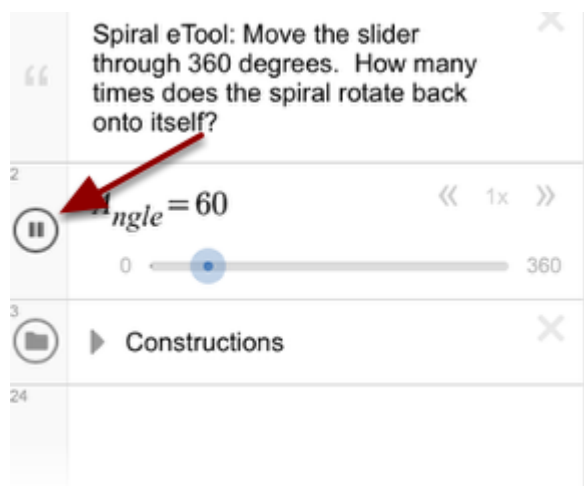 Spiral eTool: Move the slider
through 360 degrees.  How many
times does the spiral rotate back
onto itself?
2
Angle = 60
1x
0
360
3
Constructions
24